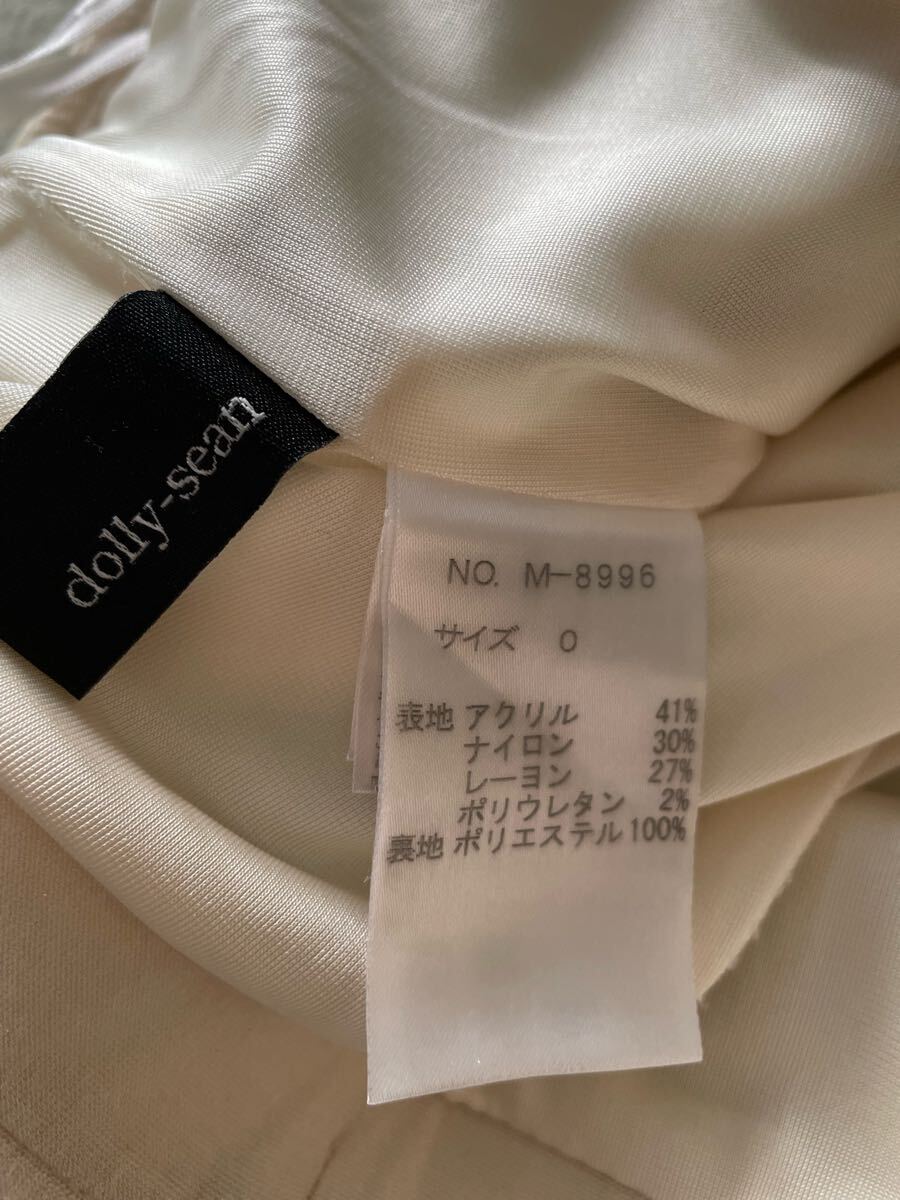 dolly-sean
NO. M-8996
サイズ 0
表地 アクリル 41%
ナイロン 30%
レーヨン 27%
ポリウレタン 2%
裏地 ポリエステル 100%